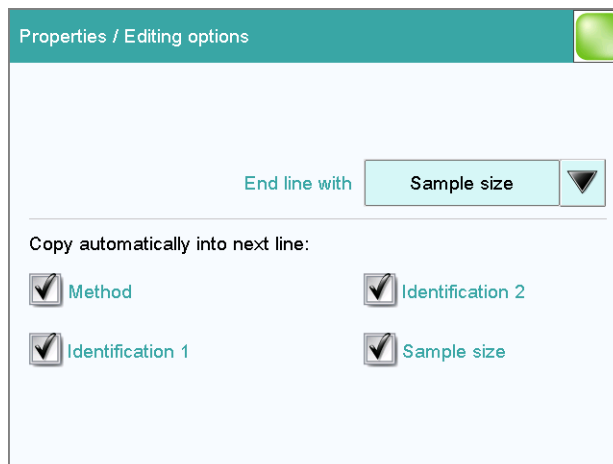 Properties / Editing options
End line with Sample size
Copy automatically into next line:
Method Identification 2
Identification 1 Sample size